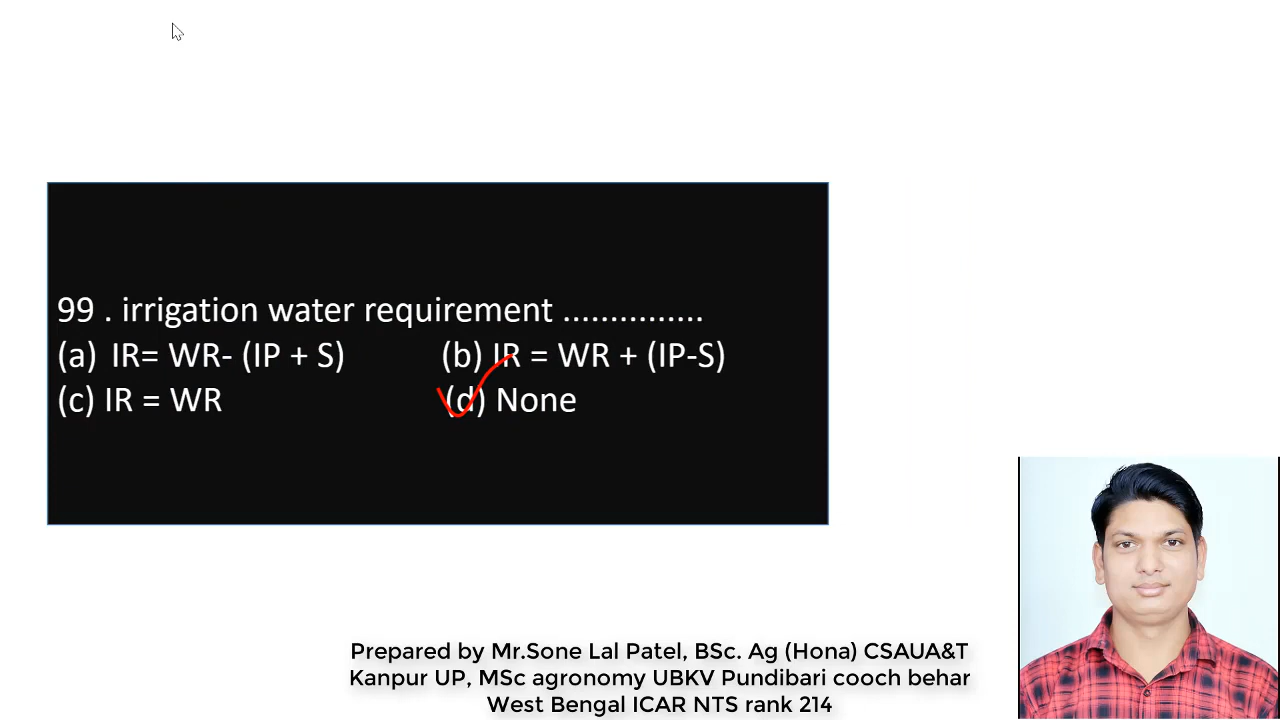 99 . irrigation water requirement ...............
(a) IR= WR- (IP + S) (b) IR = WR + (IP-S)
(c) IR = WR (d) None
Prepared by Mr.Sone Lal Patel, BSc. Ag (Hona) CSAUA&T
Kanpur UP, MSc agronomy UBKV Pundibari cooch behar
West Bengal ICAR NTS rank 214